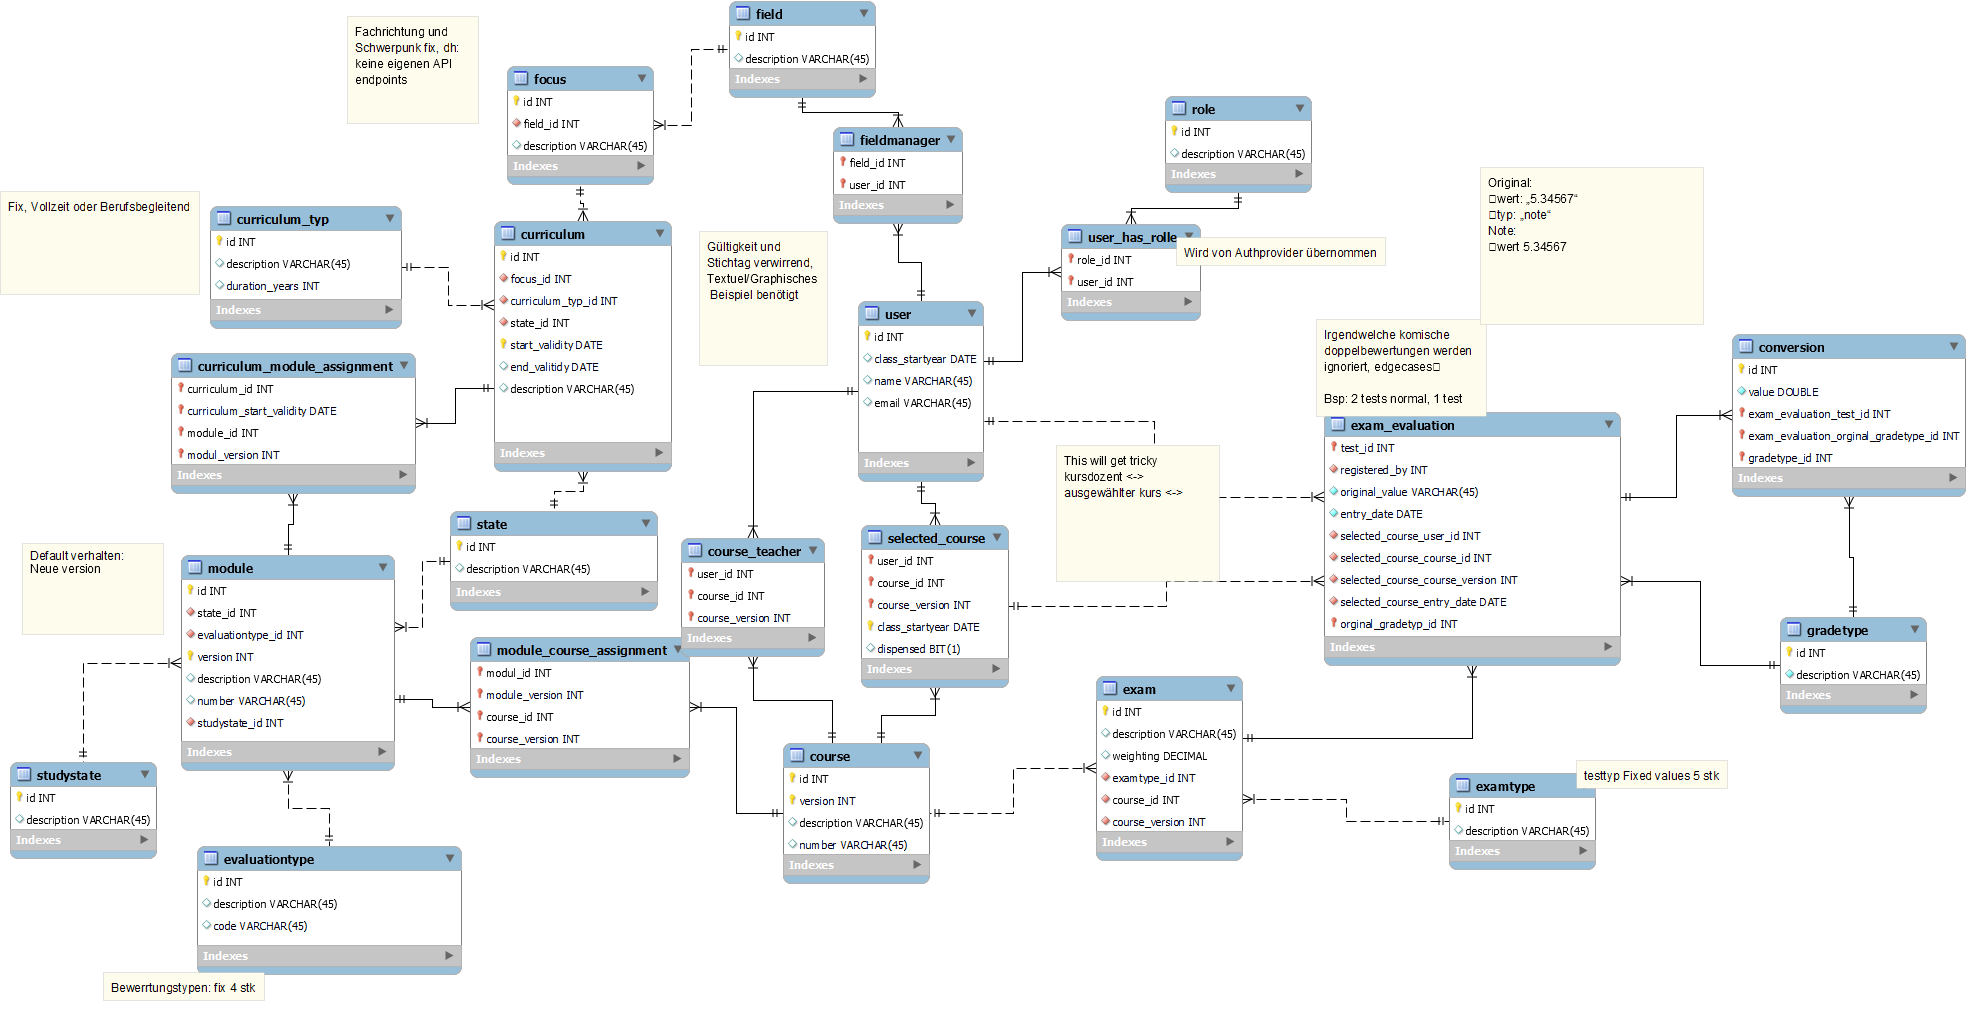 Fachrichtung und
Schwerpunk fix, dh:
keine eigenen API
endpoints
field
id INT
description VARCHAR(45)
Indexes
focus
id INT
field_id INT
description VARCHAR(45)
Indexes
fieldmanager
field_id INT
user_id INT
Indexes
role
id INT
description VARCHAR(45)
Indexes
Original:
wert: „5.34567“
typ: „note“
Note:
wert 5.34567
Fix, Vollzeit oder Berufsbegleitend
curriculum_typ
id INT
description VARCHAR(45)
duration_years INT
Indexes
curriculum
id INT
focus_id INT
curriculum_typ_id INT
state_id INT
start_validity DATE
end_valitidy DATE
description VARCHAR(45)
Indexes
Gültigkeit und
Stichtag verwirrend,
Textuel/Graphisches
Beispiel benötigt
user_has_rolle
role_id INT
user_id INT
Indexes
Wird von Authprovider übernommen
user
id INT
class_startyear DATE
name VARCHAR(45)
email VARCHAR(45)
Indexes
Irgendwelche komische
doppelbewertungen werden
ignoriert, edgecases
Bsp: 2 tests normal, 1 test
conversion
id INT
value DOUBLE
exam_evaluation_test_id INT
exam_evaluation_orginal_gradetype_id INT
gradetype_id INT
Indexes
curriculum_module_assignment
curriculum_id INT
curriculum_start_validity DATE
module_id INT
modul_version INT
Indexes
exam_evaluation
test_id INT
registered_by INT
original_value VARCHAR(45)
entry_date DATE
selected_course_user_id INT
selected_course_course_id INT
selected_course_course_version INT
selected_course_entry_date DATE
orginal_gradetyp_id INT
Indexes
This will get tricky
kursdozent <->
ausgewählter kurs <->
state
id INT
description VARCHAR(45)
Indexes
course_teacher
user_id INT
course_id INT
course_version INT
Indexes
selected_course
user_id INT
course_id INT
course_version INT
class_startyear DATE
dispensed BIT(1)
Indexes
Default verhalten:
Neue version
module
id INT
state_id INT
evaluationtype_id INT
version INT
description VARCHAR(45)
number VARCHAR(45)
studystate_id INT
Indexes
module_course_assignment
modul_id INT
module_version INT
course_id INT
course_version INT
Indexes
gradetype
id INT
description VARCHAR(45)
Indexes
exam
id INT
description VARCHAR(45)
weighting DECIMAL
examtype_id INT
course_id INT
course_version INT
Indexes
course
id INT
version INT
description VARCHAR(45)
number VARCHAR(45)
Indexes
studystate
id INT
description VARCHAR(45)
Indexes
testtyp Fixed values 5 stk
examtype
id INT
description VARCHAR(45)
Indexes
evaluationtype
id INT
description VARCHAR(45)
code VARCHAR(45)
Indexes
Bewerrtungstypen: fix 4 stk